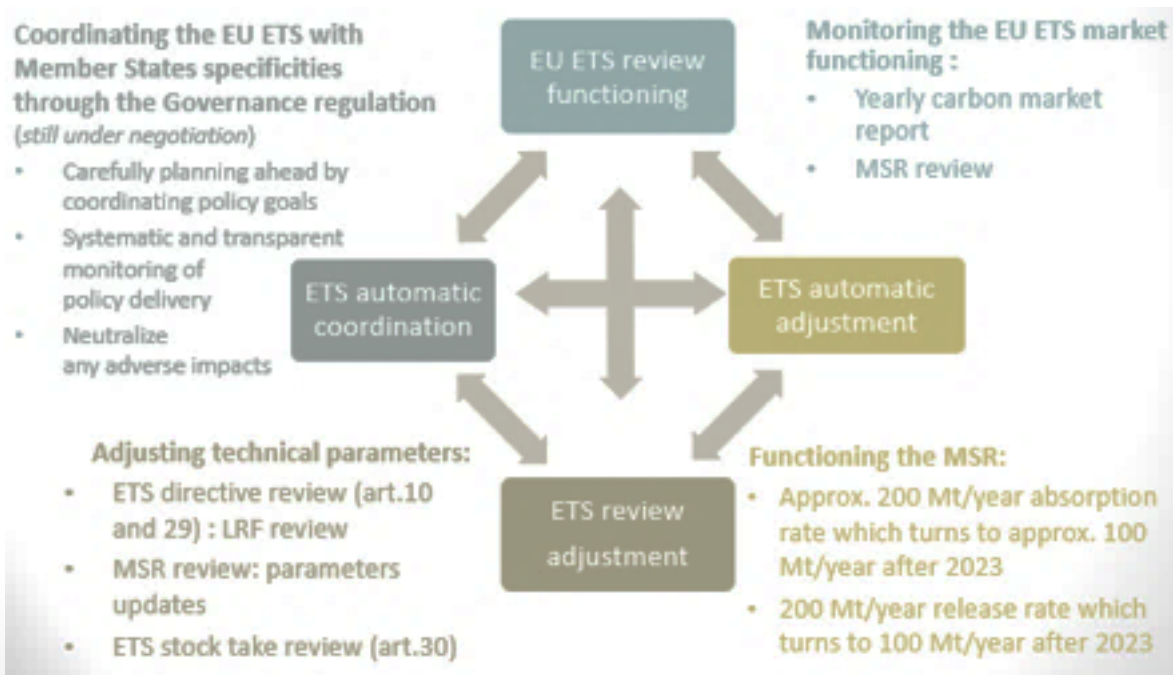 Coordinating the EU ETS with
Member States specificities
through the Governance regulation
(still under negotiation)
• Carefully planning ahead by
coordinating policy goals
• Systematic and transparent
monitoring of
policy delivery
• Neutralize
any adverse impacts
EU ETS review
functioning
Monitoring the EU ETS market
functioning :
• Yearly carbon market
report
• MSR review
ETS automatic
coordination
ETS automatic
adjustment
Adjusting technical parameters:
• ETS directive review (art.10
and 29) : LRF review
• MSR review: parameters
updates
• ETS stock take review (art.30)
ETS review
adjustment
Functioning the MSR:
• Approx. 200 Mt/year absorption
rate which turns to approx. 100
Mt/year after 2023
• 200 Mt/year release rate which
turns to 100 Mt/year after 2023